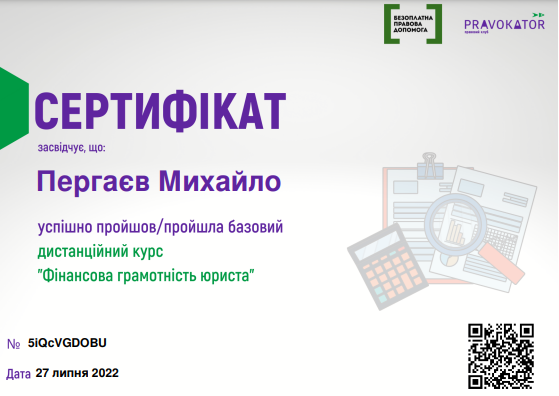 БЕЗОПЛАТНА
ПРАВОВА
ДОПОМОГА
PRAVOKATOR
правовий клуб
СЕРТИФІКАТ
засвідчує, що:
Пергаєв Михайло
успішно пройшов/пройшла базовий
дистанційний курс
"Фінансова грамотність юриста"
№ 5iQcVGDOBU
Дата 27 липня 2022